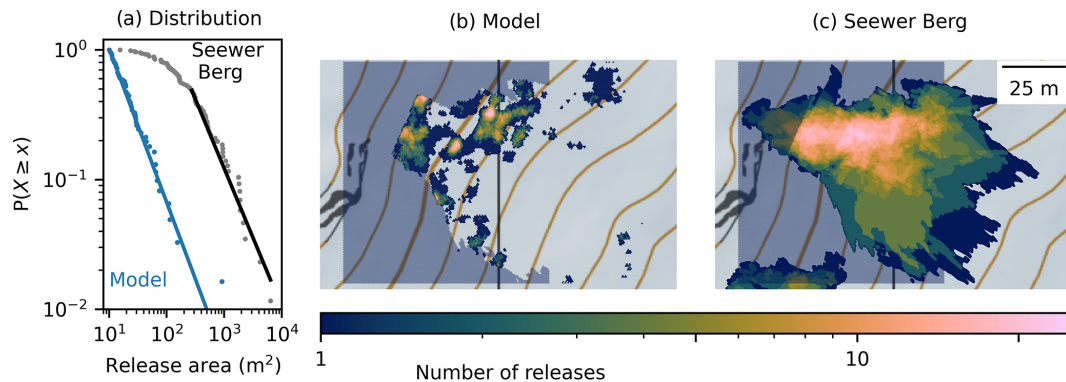 (a) Distribution
(b) Model
(c) Seewer Berg
10⁰
10⁻¹
10⁻²
P(X ≥ x)
Seewer
Berg
Model
10¹
10²
10³
10⁴
Release area (m²)
25 m
1
10
Number of releases